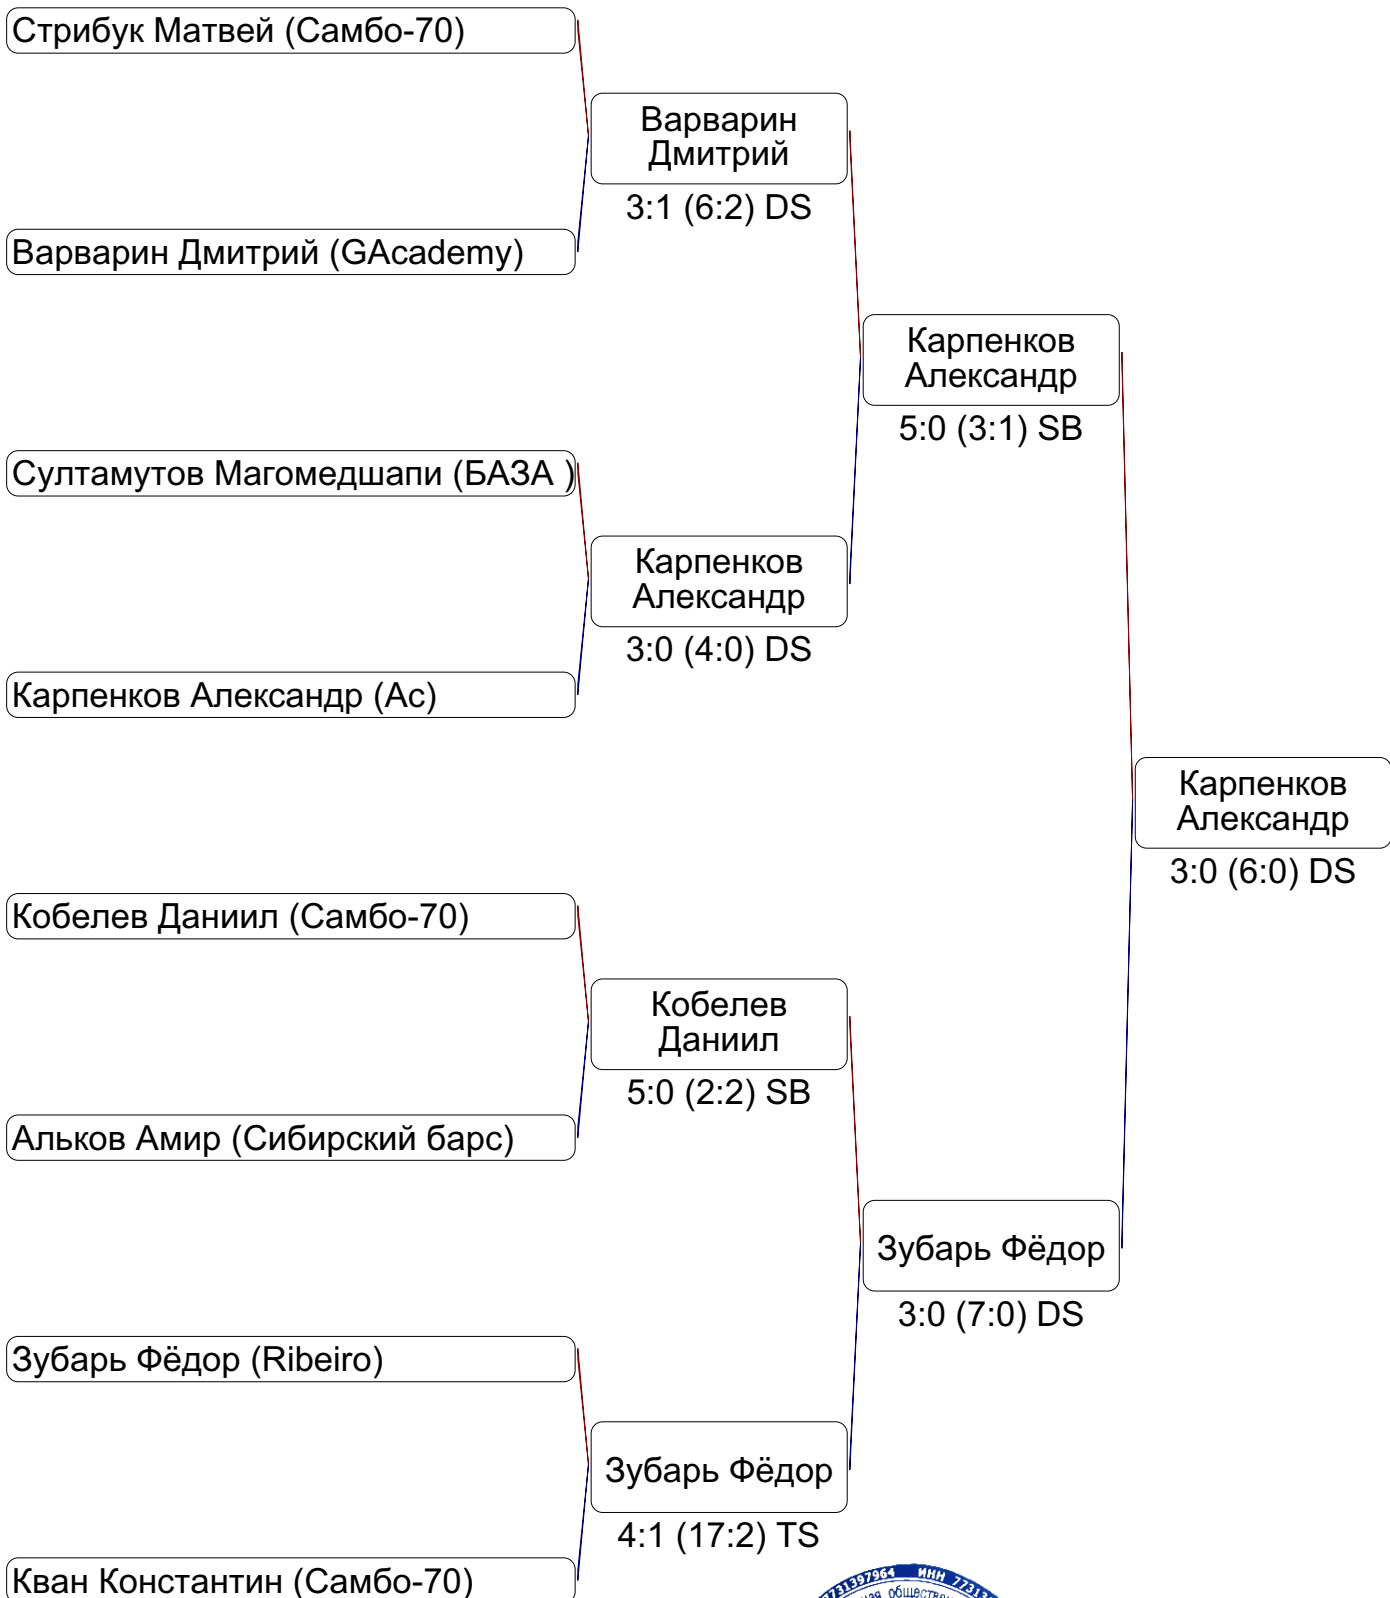 Стрибук Матвей (Самбо-70)
Варварин
Дмитрий
3:1 (6:2) DS
Варварин Дмитрий (GAcademy)
Карпенков
Александр
5:0 (3:1) SB
Султамутов Магомедшапи (БАЗА )
Карпенков
Александр
3:0 (4:0) DS
Карпенков Александр (Ас)
Карпенков
Александр
3:0 (6:0) DS
Кобелев Даниил (Самбо-70)
Кобелев
Даниил
5:0 (2:2) SB
Альков Амир (Сибирский барс)
Зубарь Фёдор
3:0 (7:0) DS
Зубарь Фёдор (Ribeiro)
Зубарь Фёдор
4:1 (17:2) TS
Кван Константин (Самбо-70)